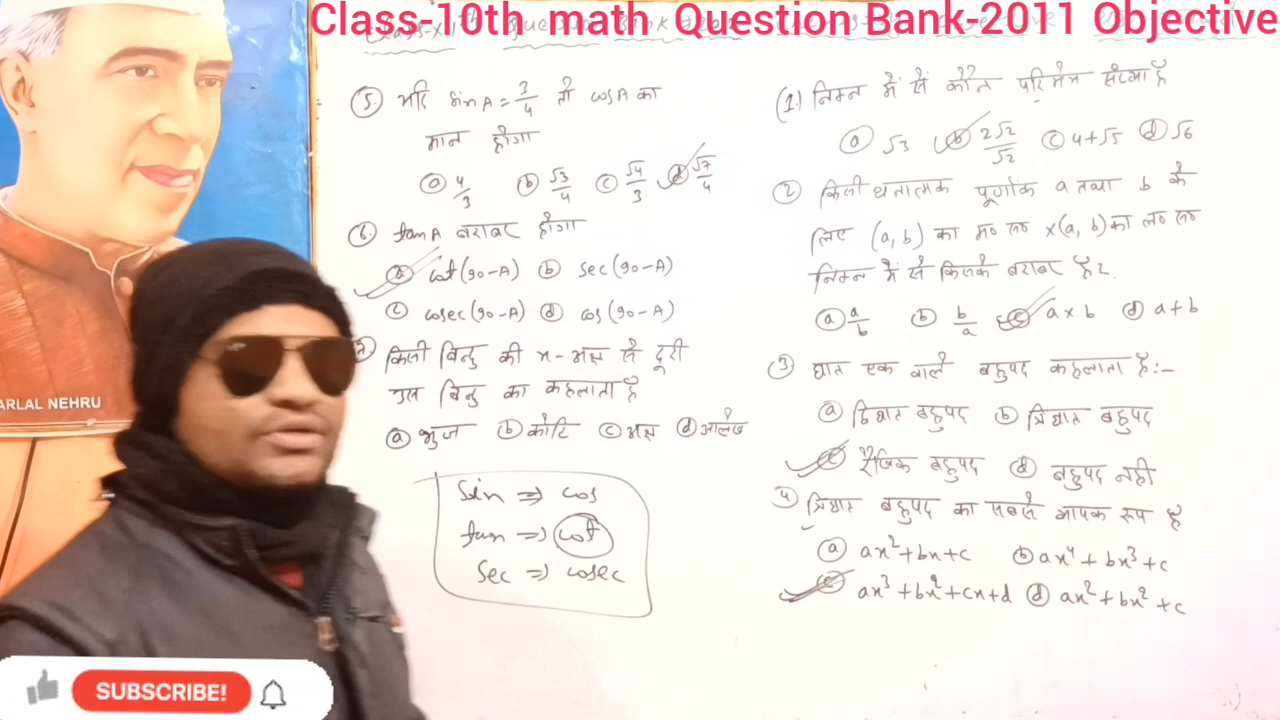 Class-10th math Question Bank-2011 Objective
(1) निम्न में से कौन परिमेय संख्या है
(a) √3 (b) 2√2/√2 (c) 4+√5 (d) √6
(2) किसी धनात्मक पूर्णांक a तथा b के
लिए (a, b) का म० स० x(a, b) का ल० स०
निम्न में से किसके बराबर है?
(a) a/b (b) b/a (c) a x b (d) a+b
(3) घात एक वाले बहुपद कहलाता है:-
(a) द्विघात बहुपद (b) त्रिघात बहुपद
(c) रैखिक बहुपद (d) बहुपद नही
(4) त्रिघात बहुपद का सबसे व्यापक रूप है
(a) ax²+bx+c (b) ax⁴+bx³+c
(c) ax³+bx²+cx+d (d) ax²+bx²+c
(5.) यदि sinA = 3/4 तो cosA का
मान होगा
(a) 4/3 (b) √3/4 (c) √4/3 (d) √7/4
(6.) tanA बराबर होगा
(a) cot(90-A) (b) sec(90-A)
(c) cosec(90-A) (d) cos(90-A)
किसी बिन्दु की x-अक्ष से दूरी
उस बिन्दु का कहलाता है
(a) भुज (b) कोटि (c) अक्ष (d) आलेख
Sin ⇒ cos
tan ⇒ cot
Sec ⇒ cosec
ARLAL NEHRU
SUBSCRIBE!